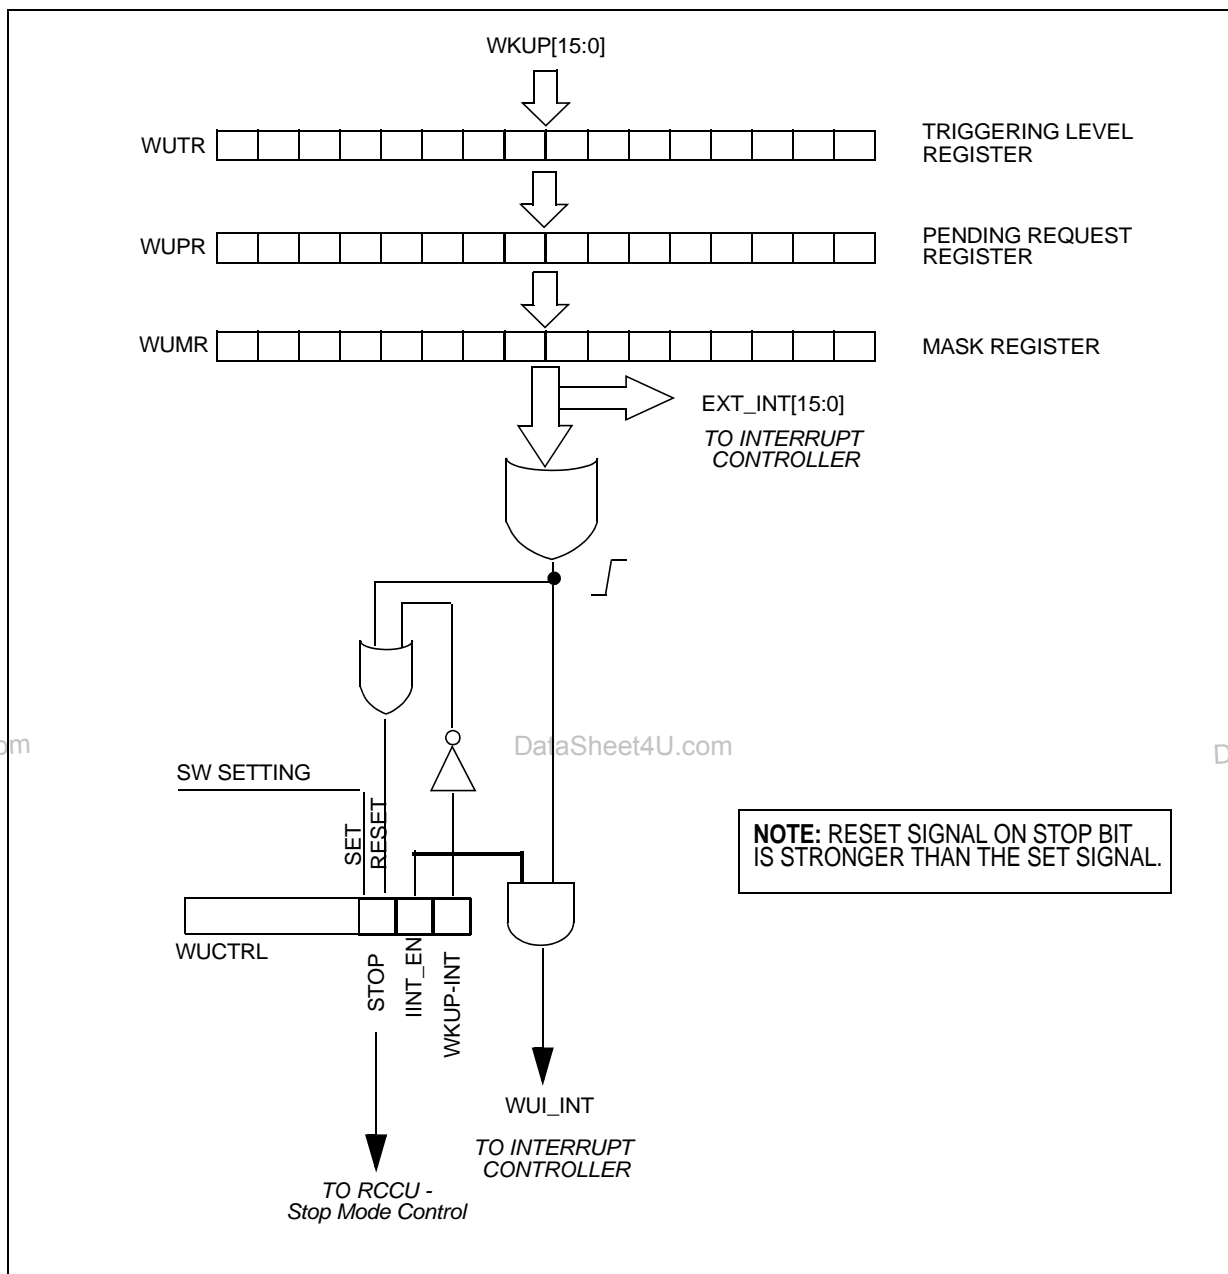 WKUP[15:0]
WUTR
TRIGGERING LEVEL
REGISTER
WUPR
PENDING REQUEST
REGISTER
WUMR
MASK REGISTER
EXT_INT[15:0]
TO INTERRUPT
CONTROLLER
om
DataSheet4U.com
D
SW SETTING
SET
RESET
NOTE: RESET SIGNAL ON STOP BIT
IS STRONGER THAN THE SET SIGNAL.
WUCTRL
STOP
IINT_EN
WKUP-INT
WUI_INT
TO INTERRUPT
CONTROLLER
TO RCCU -
Stop Mode Control